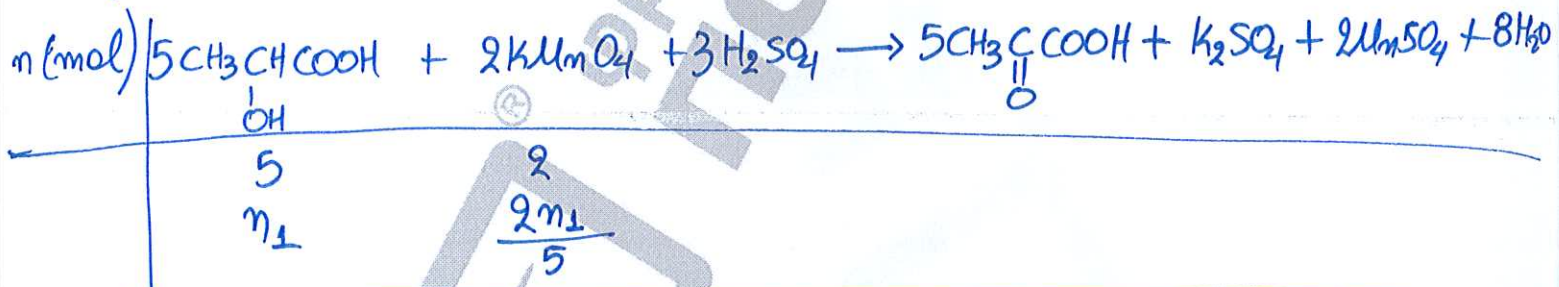 n(mol) 5CH3CHCOOH + 2KMnO4 + 3H2SO4 → 5CH3CCOOH + K2SO4 + 2MnSO4 + 8H2O
OH O
5 2
n1 2n1
5